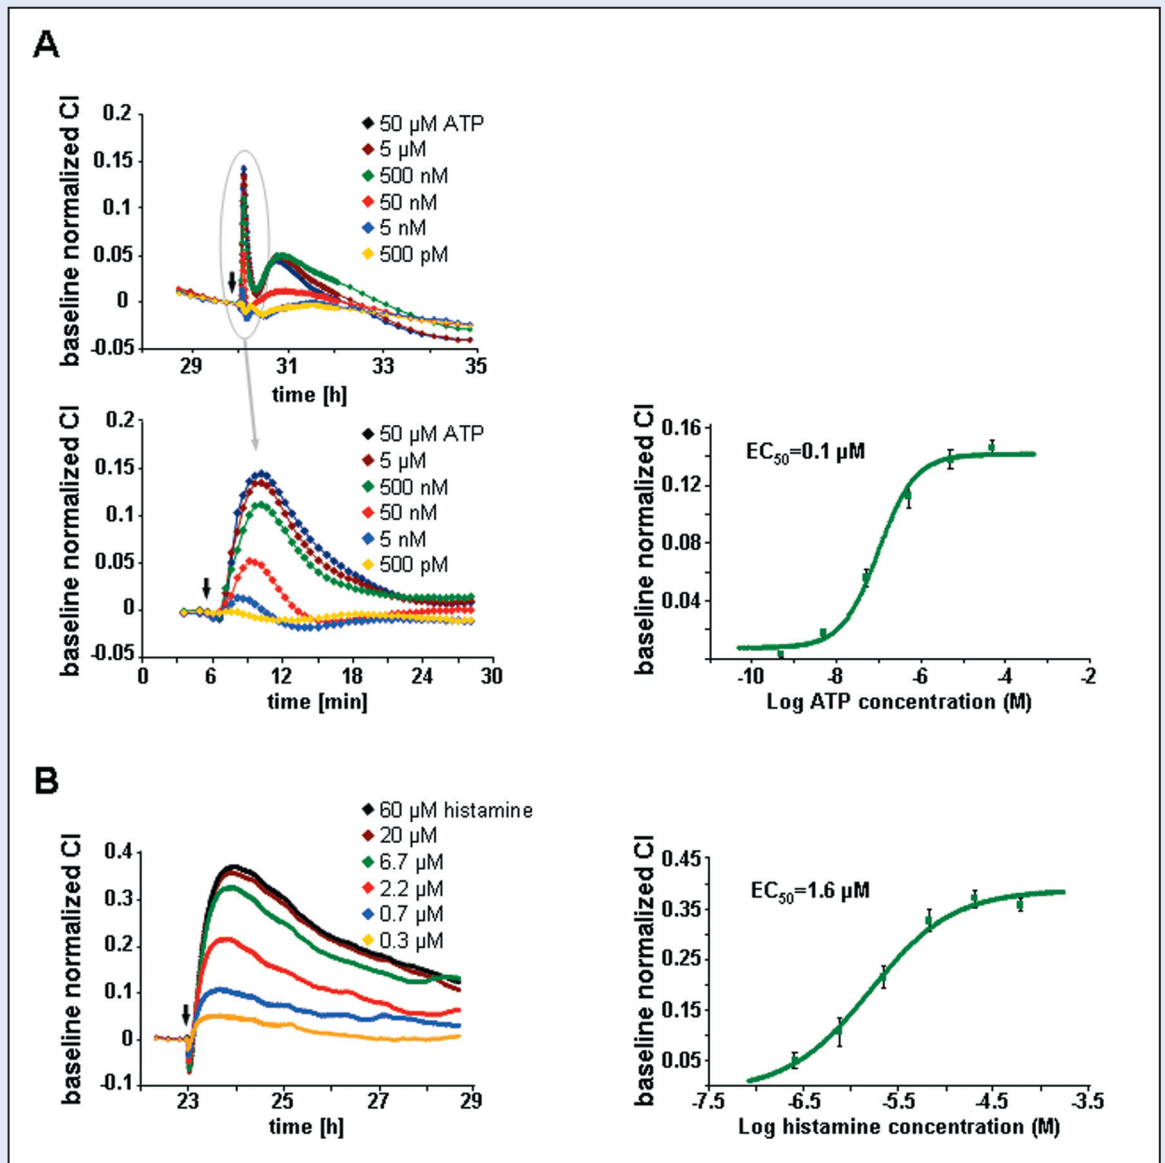 A
baseline normalized CI
0.2
0.15
0.1
0.05
0
-0.05
29 31 33 35
time [h]
50 µM ATP
5 µM
500 nM
50 nM
5 nM
500 pM
baseline normalized CI
0.2
0.15
0.1
0.05
0
-0.05
0 6 12 18 24 30
time [min]
50 µM ATP
5 µM
500 nM
50 nM
5 nM
500 pM
baseline normalized CI
0.16
0.12
0.08
0.04
EC50=0.1 µM
-10 -8 -6 -4 -2
Log ATP concentration (M)
B
baseline normalized CI
0.4
0.3
0.2
0.1
0
-0.1
23 25 27 29
time [h]
60 µM histamine
20 µM
6.7 µM
2.2 µM
0.7 µM
0.3 µM
baseline normalized CI
0.45
0.35
0.25
0.15
0.05
EC50=1.6 µM
-7.5 -6.5 -5.5 -4.5 -3.5
Log histamine concentration (M)